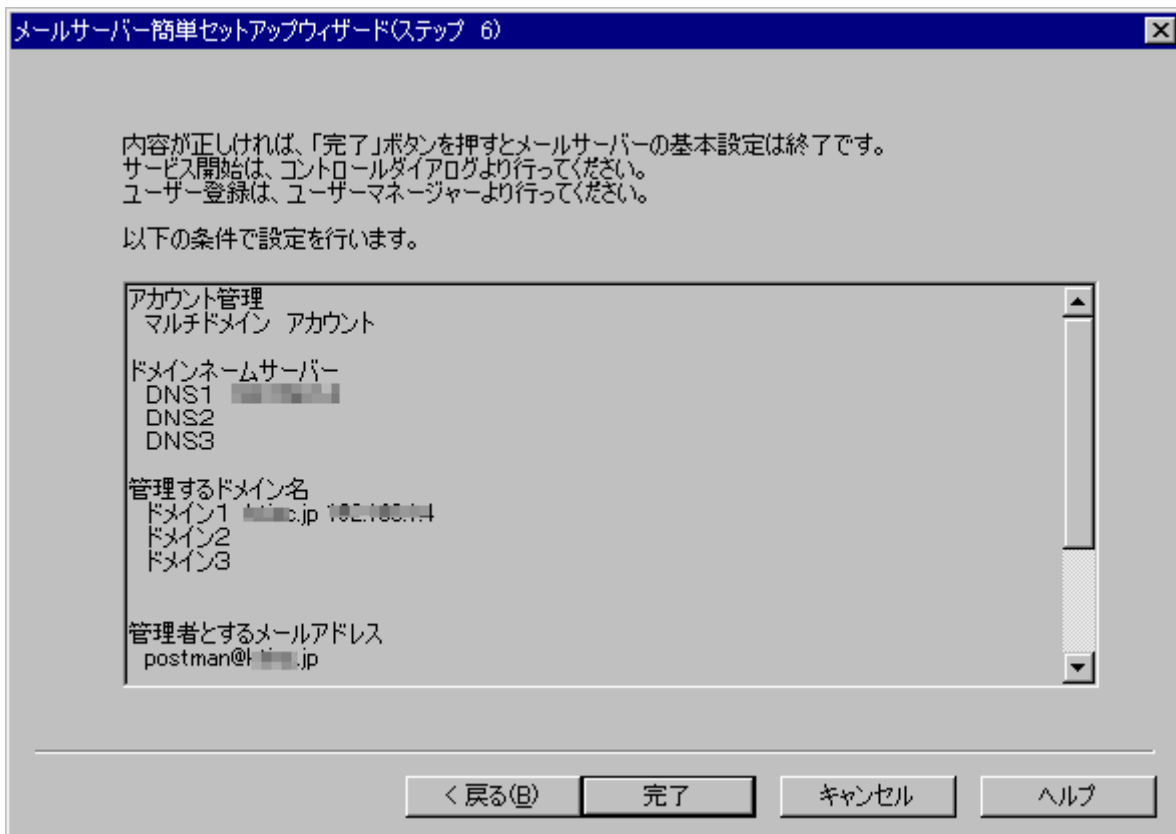 メールサーバー簡単セットアップウィザード(ステップ 6)
内容が正しければ、「完了」ボタンを押すとメールサーバーの基本設定は終了です。
サービス開始は、コントロールダイアログより行ってください。
ユーザー登録は、ユーザーマネージャーより行ってください。
以下の条件で設定を行います。
アカウント管理
マルチドメイン アカウント
ドメインネームサーバー
DNS1
DNS2
DNS3
管理するドメイン名
ドメイン1
ドメイン2
ドメイン3
管理者とするメールアドレス
postman@
< 戻る(B)
完了
キャンセル
ヘルプ